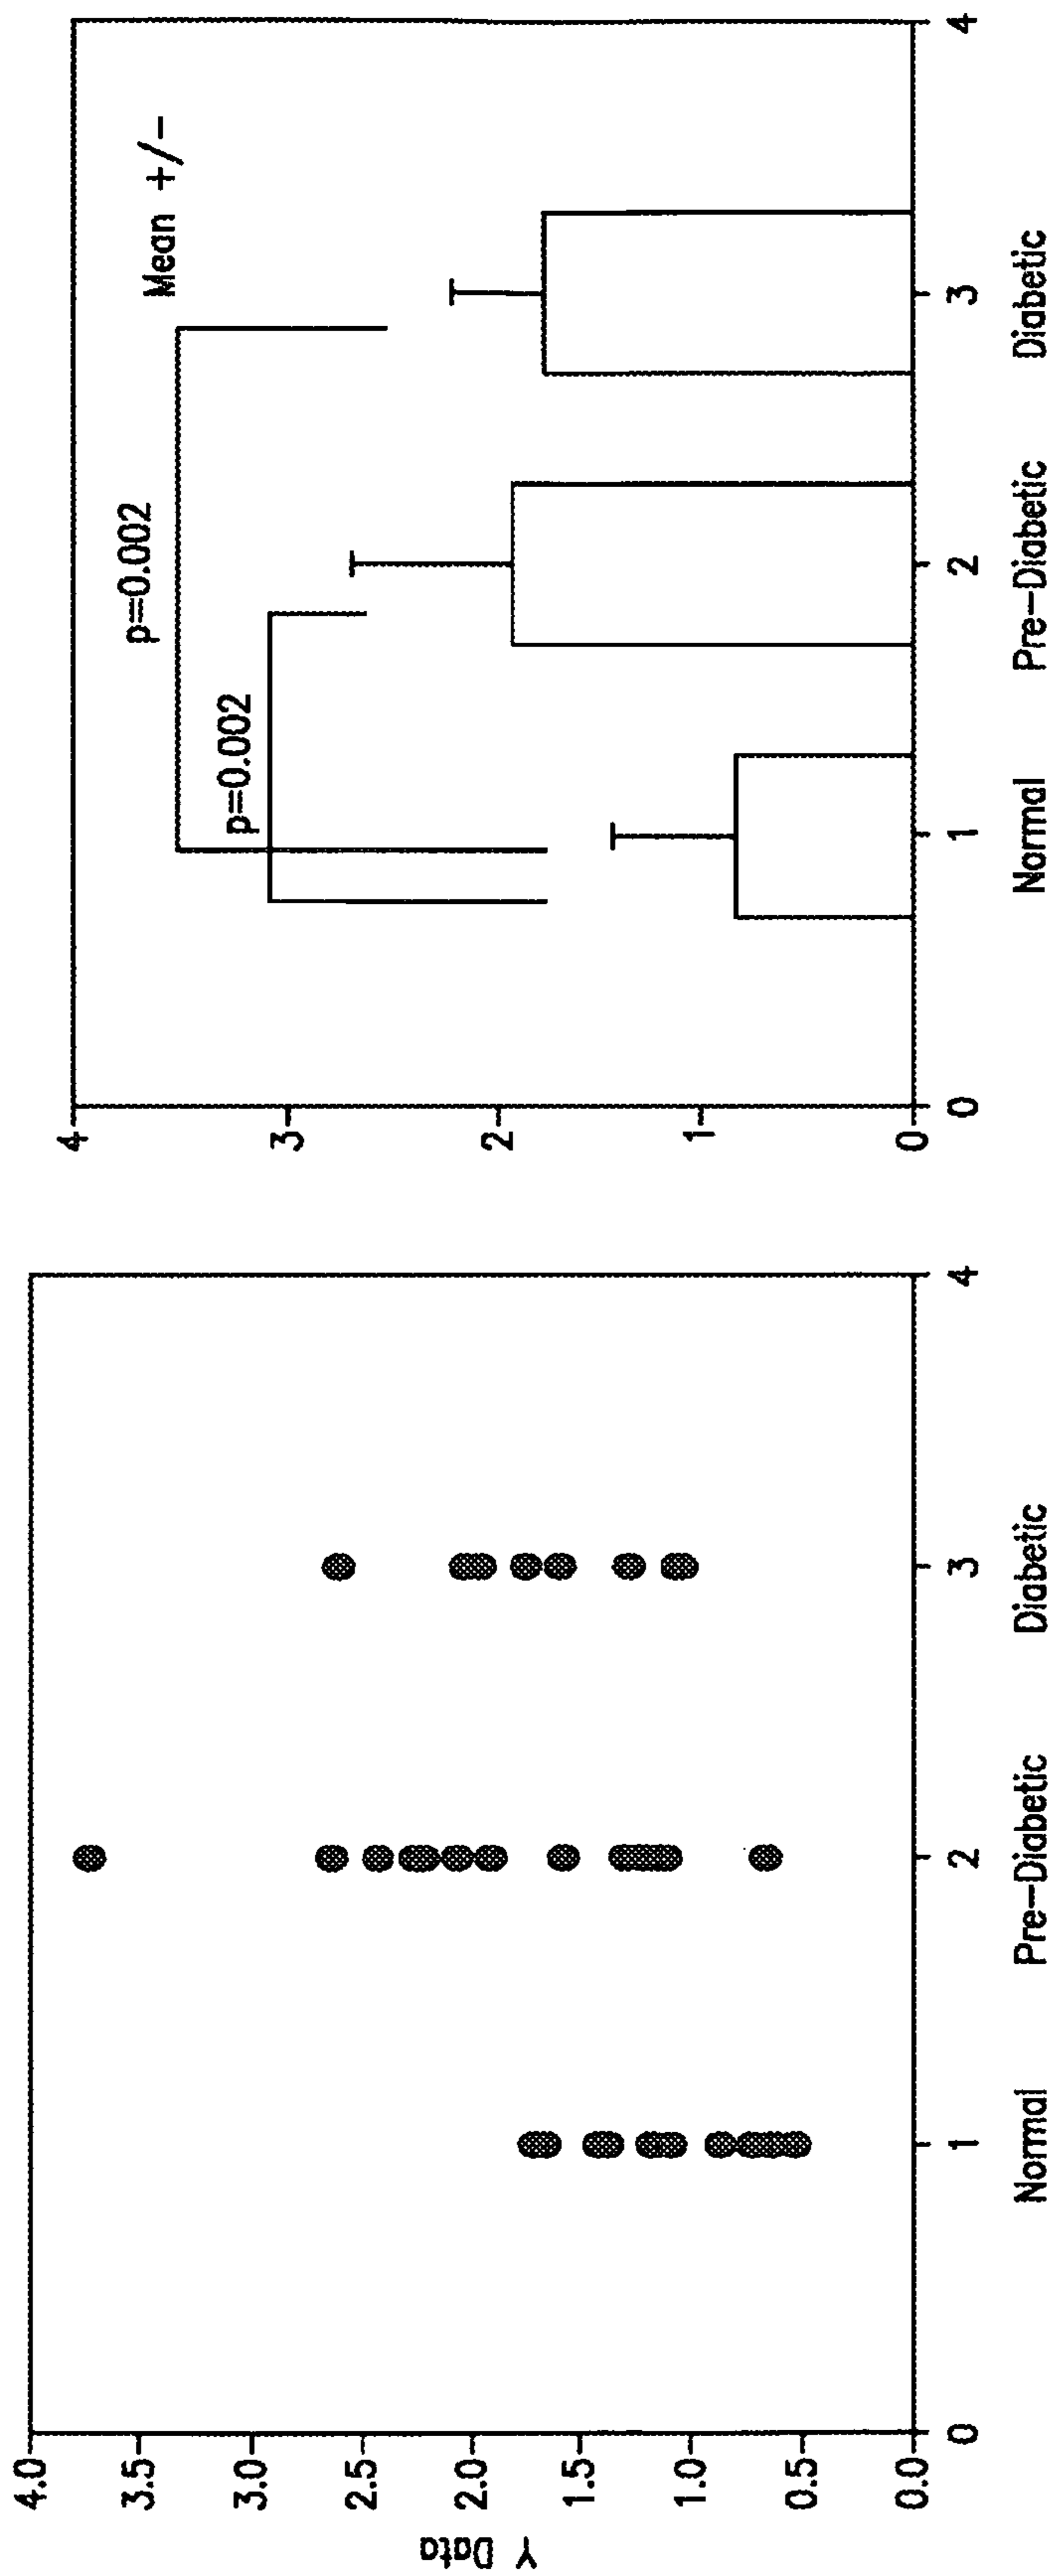 Y Data
4.0
3.5
3.0
2.5
2.0
1.5
1.0
0.5
0.0
0 1 2 3 4
Normal Pre-Diabetic Diabetic
4
3
2
1
0
Mean +/-
p=0.002
p=0.002
0 1 2 3 4
Normal Pre-Diabetic Diabetic